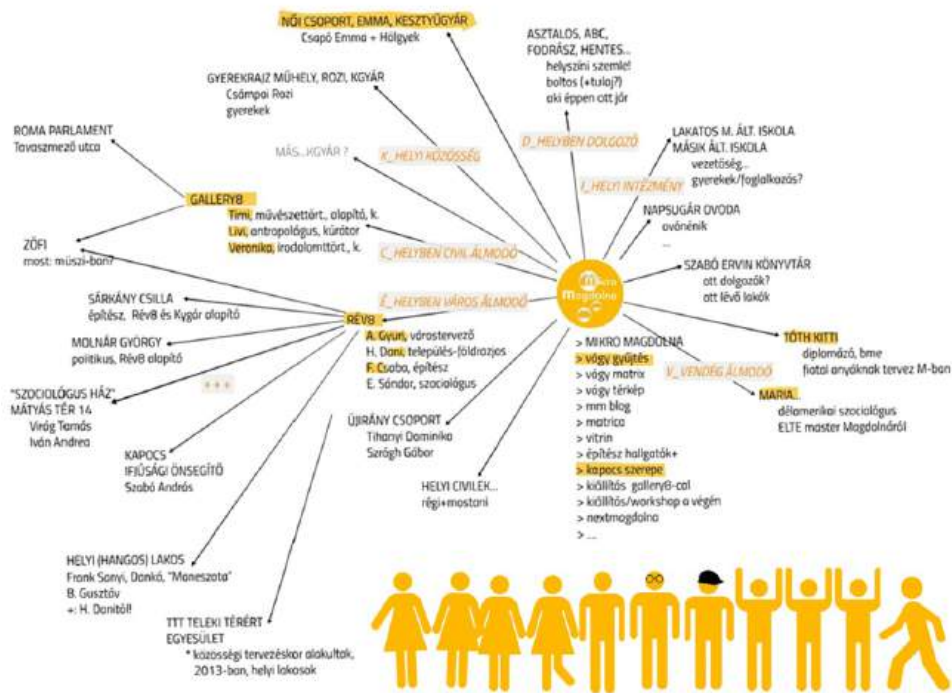 NŐI CSOPORT, EMMA, KESZTYŰGYÁR
Csapó Emma + Hölgyek
ASZTALOS, ABC,
FODRÁSZ, HENTES...
helyszíni szemle!
boltos (+tulaj?)
aki éppen ott jár
GYEREKRAJZ MŰHELY, ROZI, KGYÁR
Csámpai Rozi
gyerekek
ROMA PARLAMENT
Tavaszmező utca
MÁS...KGYÁR ?
K_HELYI KÖZÖSSÉG
D_HELYBEN DOLGOZÓ
LAKATOS M. ÁLT. ISKOLA
MÁSIK ÁLT. ISKOLA
vezetőség...
gyerekek/foglalkozás?
I_HELYI INTÉZMÉNY
GALLERY8
Timi, művészettört., alapító, k.
Livi, antropológus, kúrátor
Veronika, irodalomttört., k.
NAPSUGÁR OVODA
ovónénik
...
ZÖFI
most: müszi-ban?
C_HELYBEN CIVIL ÁLMODÓ
SZABÓ ERVIN KÖNYVTÁR
ott dolgozók?
ott lévő lakók
micro
magdolna
É_HELYBEN VÁROS ÁLMODÓ
SÁRKÁNY CSILLA
építész, Rév8 és Kygár alapító
MOLNÁR GYÖRGY
politikus, Rév8 alapító
RÉV8
A. Gyuri, várostervező
H. Dani, település-földrajzos
F. Csaba, építész
E. Sándor, szociológus
> MIKRO MAGDOLNA
> vágy gyűjtés
> vágy matrix
> vágy térkép
> mm blog
> matrica
> vitrin
> építész hallgatók+
> kapocs szerepe
> kiállítás gallery8-cal
> kiállítás/workshop a végén
> nextmagdolna
> ....
TÓTH KITTI
diplomázó, bme
fiatal anyáknak tervez M-ban
V_VENDÉG ÁLMODÓ
MARIA...
délamerikai szociológus
ELTE master Magdolnáról
"SZOCIOLÓGUS HÁZ"
MÁTYÁS TÉR 14
Virág Tamás
Iván Andrea
+++
ÚJIRÁNY CSOPORT
Tihanyi Dominika
Szrógh Gábor
KAPOCS
IFJÚSÁGI ÖNSEGÍTŐ
Szabó András
HELYI CIVILEK...
régi+mostani
HELYI (HANGOS) LAKOS
Frank Sanyi, Dankó, "Maneszota"
B. Gusztáv
+: H. Danitól!
TTT TELEKI TÉRÉRT
EGYESÜLET
* közösségi tervezéskor alakultak,
2013-ban, helyi lakosok